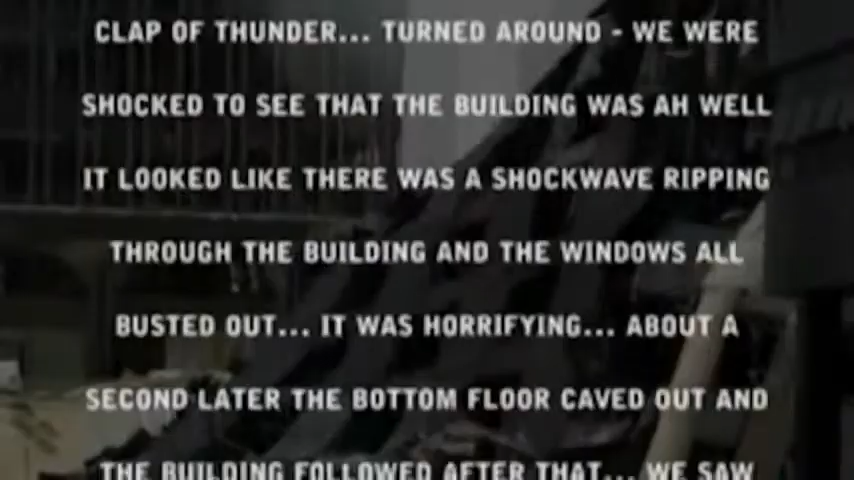 CLAP OF THUNDER... TURNED AROUND - WE WERE
SHOCKED TO SEE THAT THE BUILDING WAS AH WELL
IT LOOKED LIKE THERE WAS A SHOCKWAVE RIPPING
THROUGH THE BUILDING AND THE WINDOWS ALL
BUSTED OUT... IT WAS HORRIFYING... ABOUT A
SECOND LATER THE BOTTOM FLOOR CAVED OUT AND
THE BUILDING FOLLOWED AFTER THAT... WE SAW